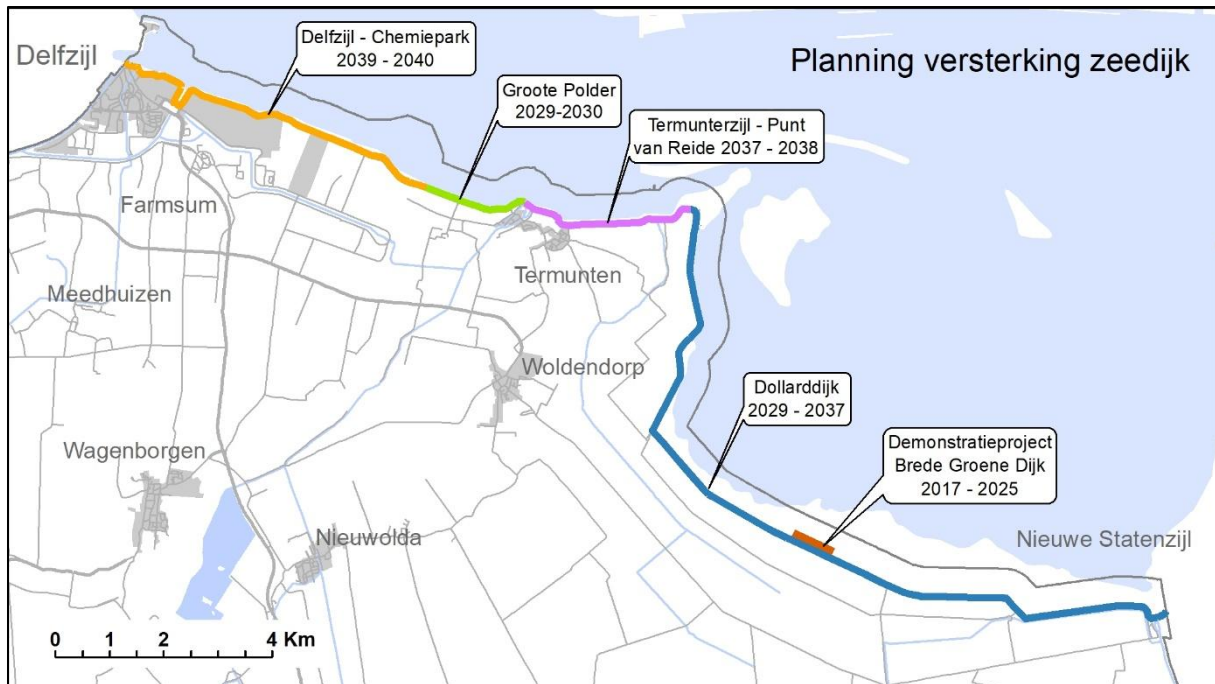 Planning versterking zeedijk
Delfzijl
Delfzijl - Chemiepark
2039 - 2040
Groote Polder
2029-2030
Termunterzijl - Punt
van Reide 2037 - 2038
Farmsum
Termunten
Meedhuizen
Woldendorp
Dollarddijk
2029 - 2037
Demonstratieproject
Brede Groene Dijk
2017 - 2025
Wagenborgen
Nieuwolda
Nieuwe Statenzijl
0 1 2 4 Km